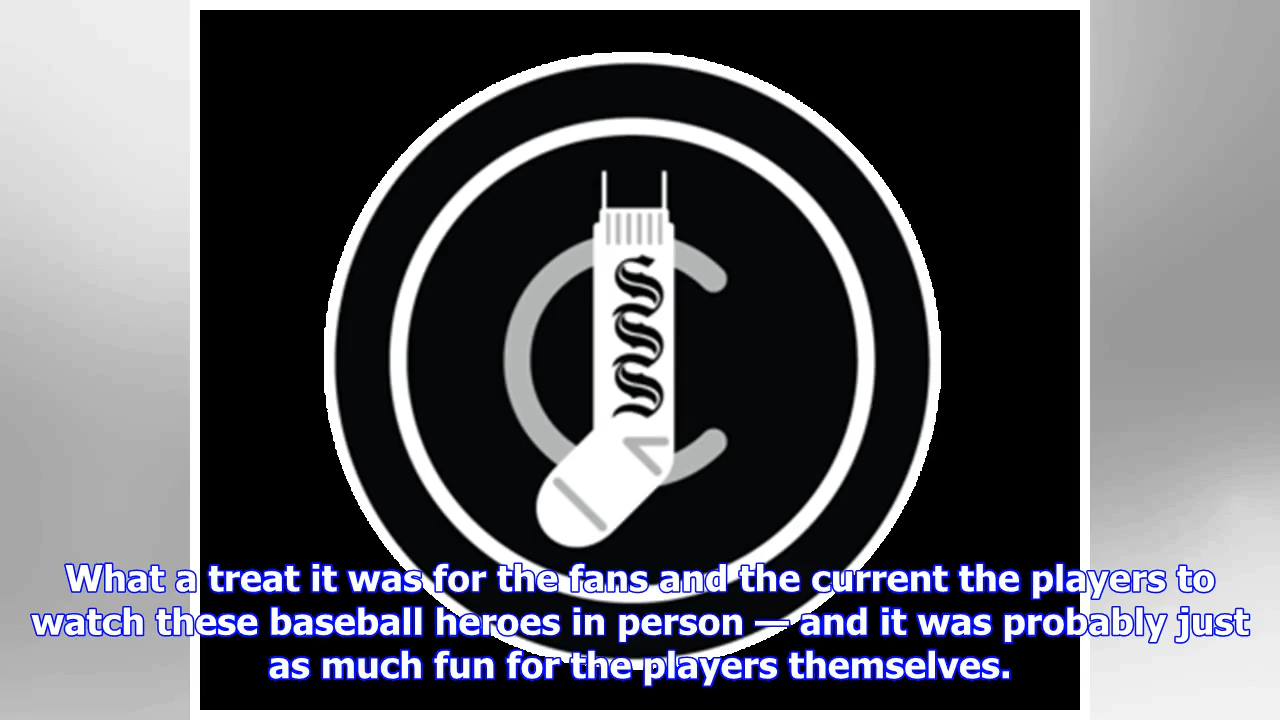 S
S
S
What a treat it was for the fans and the current the players to
watch these baseball heroes in person — and it was probably just
as much fun for the players themselves.